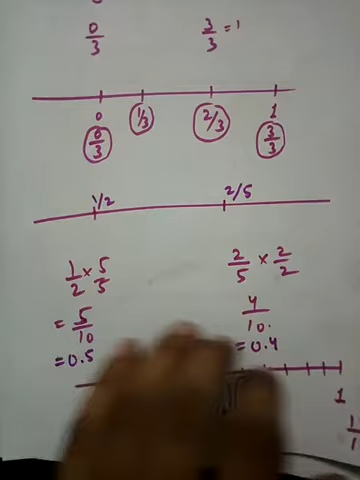 0/3 3/3 = 1
0 1/3 2/3 1
0/3 3/3
1/2 2/5
1/2 × 5/5 2/5 × 2/2
= 5/10 4/10.
= 0.5 = 0.4
1